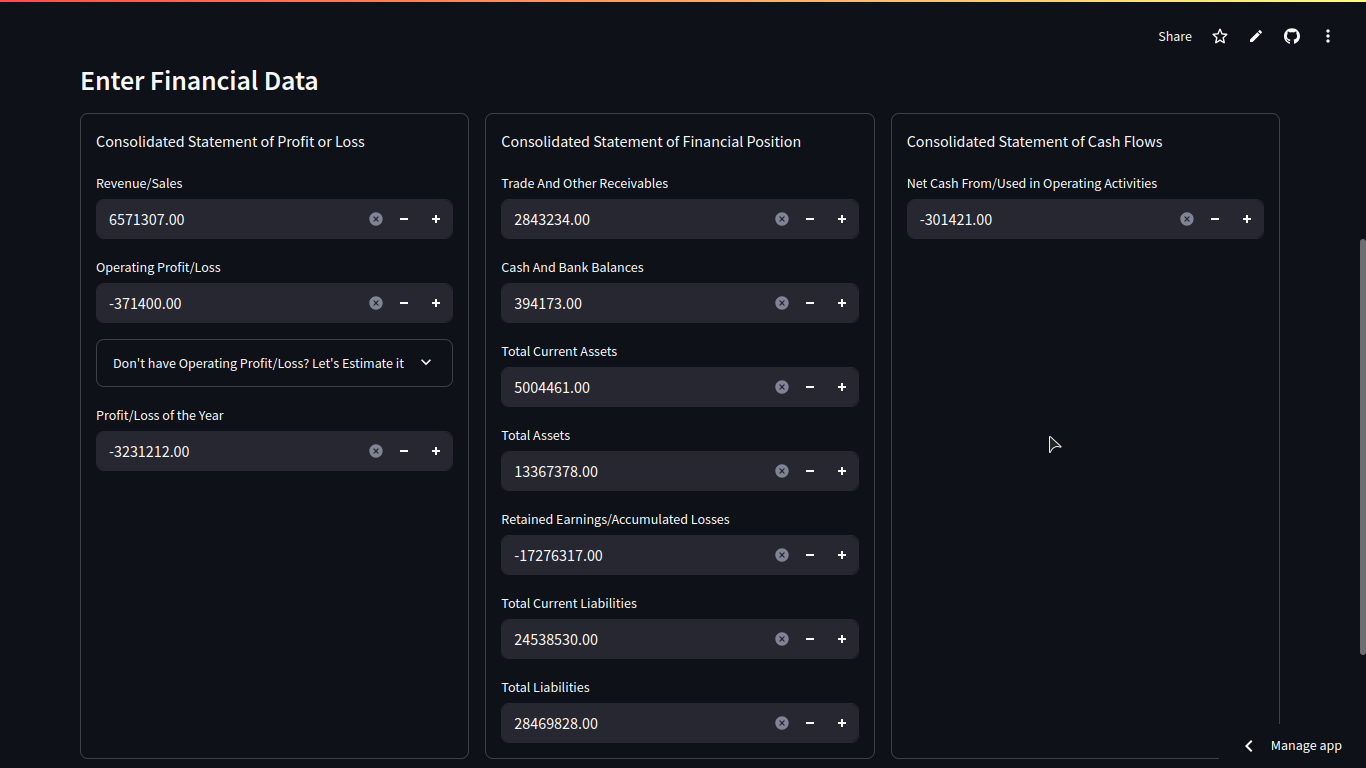 Share
Enter Financial Data
Consolidated Statement of Profit or Loss
Revenue/Sales
6571307.00
Operating Profit/Loss
-371400.00
Don't have Operating Profit/Loss? Let's Estimate it
Profit/Loss of the Year
-3231212.00
Consolidated Statement of Financial Position
Trade And Other Receivables
2843234.00
Cash And Bank Balances
394173.00
Total Current Assets
5004461.00
Total Assets
13367378.00
Retained Earnings/Accumulated Losses
-17276317.00
Total Current Liabilities
24538530.00
Total Liabilities
28469828.00
Consolidated Statement of Cash Flows
Net Cash From/Used in Operating Activities
-301421.00
Manage app